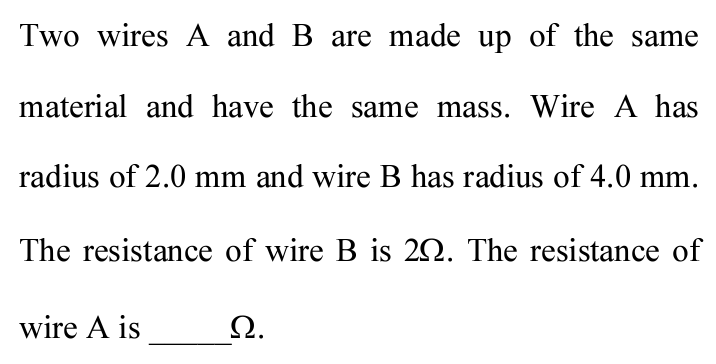 Two wires A and B are made up of the same
material and have the same mass. Wire A has
radius of 2.0 mm and wire B has radius of 4.0 mm.
The resistance of wire B is 2Ω. The resistance of
wire A is _____Ω.